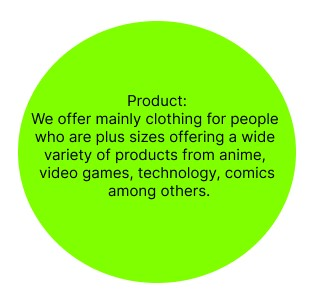 Product:
We offer mainly clothing for people
who are plus sizes offering a wide
variety of products from anime,
video games, technology, comics
among others.